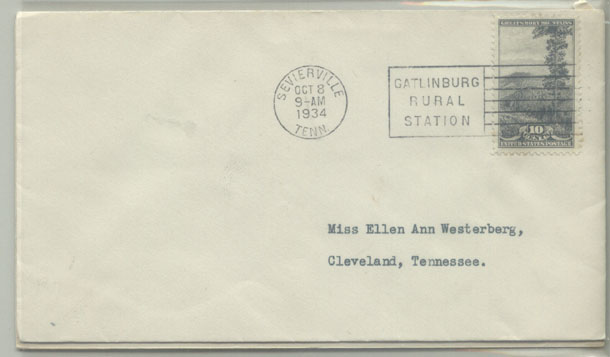 SEVIERVILLE
OCT 8
9-AM
1934
TENN.
GATLINBURG
RURAL
STATION
GREAT SMOKY MOUNTAINS
10
CENTS
UNITED STATES POSTAGE
Miss Ellen Ann Westerberg,
Cleveland, Tennessee.